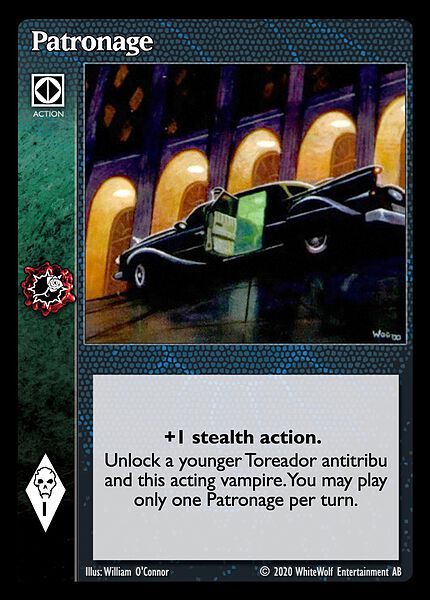 Patronage
ACTION
+1 stealth action.
Unlock a younger Toreador antitribu
and this acting vampire. You may play
only one Patronage per turn.
1
Illus: William O'Connor
© 2020 WhiteWolf Entertainment AB